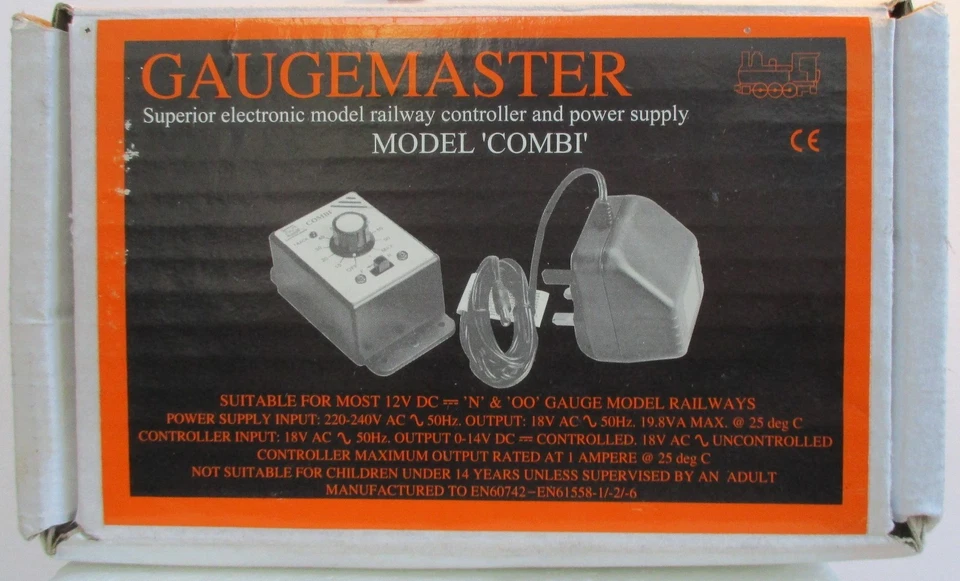 GAUGEMASTER
Superior electronic model railway controller and power supply
MODEL 'COMBI'
CE
COMBI
SUITABLE FOR MOST 12V DC ⎓ 'N' & 'OO' GAUGE MODEL RAILWAYS
POWER SUPPLY INPUT: 220-240V AC ∿ 50Hz. OUTPUT: 18V AC ∿ 50Hz. 19.8VA MAX. @ 25 deg C
CONTROLLER INPUT: 18V AC ∿ 50Hz. OUTPUT 0-14V DC ⎓ CONTROLLED. 18V AC ∿ UNCONTROLLED
CONTROLLER MAXIMUM OUTPUT RATED AT 1 AMPERE @ 25 deg C
NOT SUITABLE FOR CHILDREN UNDER 14 YEARS UNLESS SUPERVISED BY AN ADULT
MANUFACTURED TO EN60742-EN61558-1/-2/-6